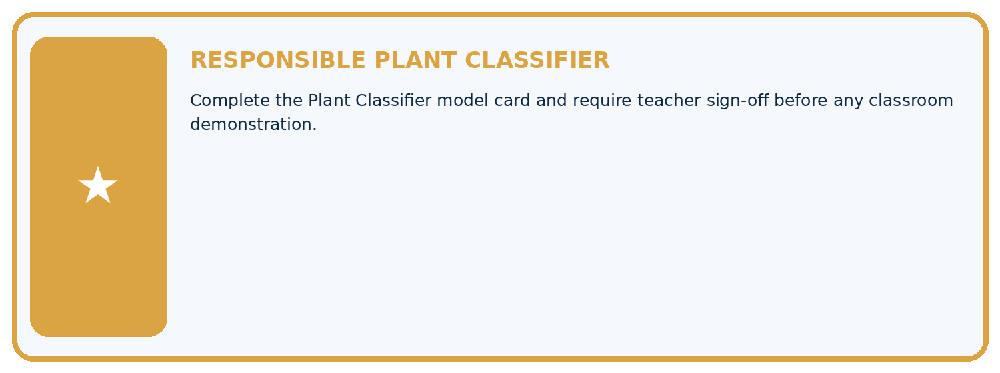 RESPONSIBLE PLANT CLASSIFIER
Complete the Plant Classifier model card and require teacher sign-off before any classroom
demonstration.